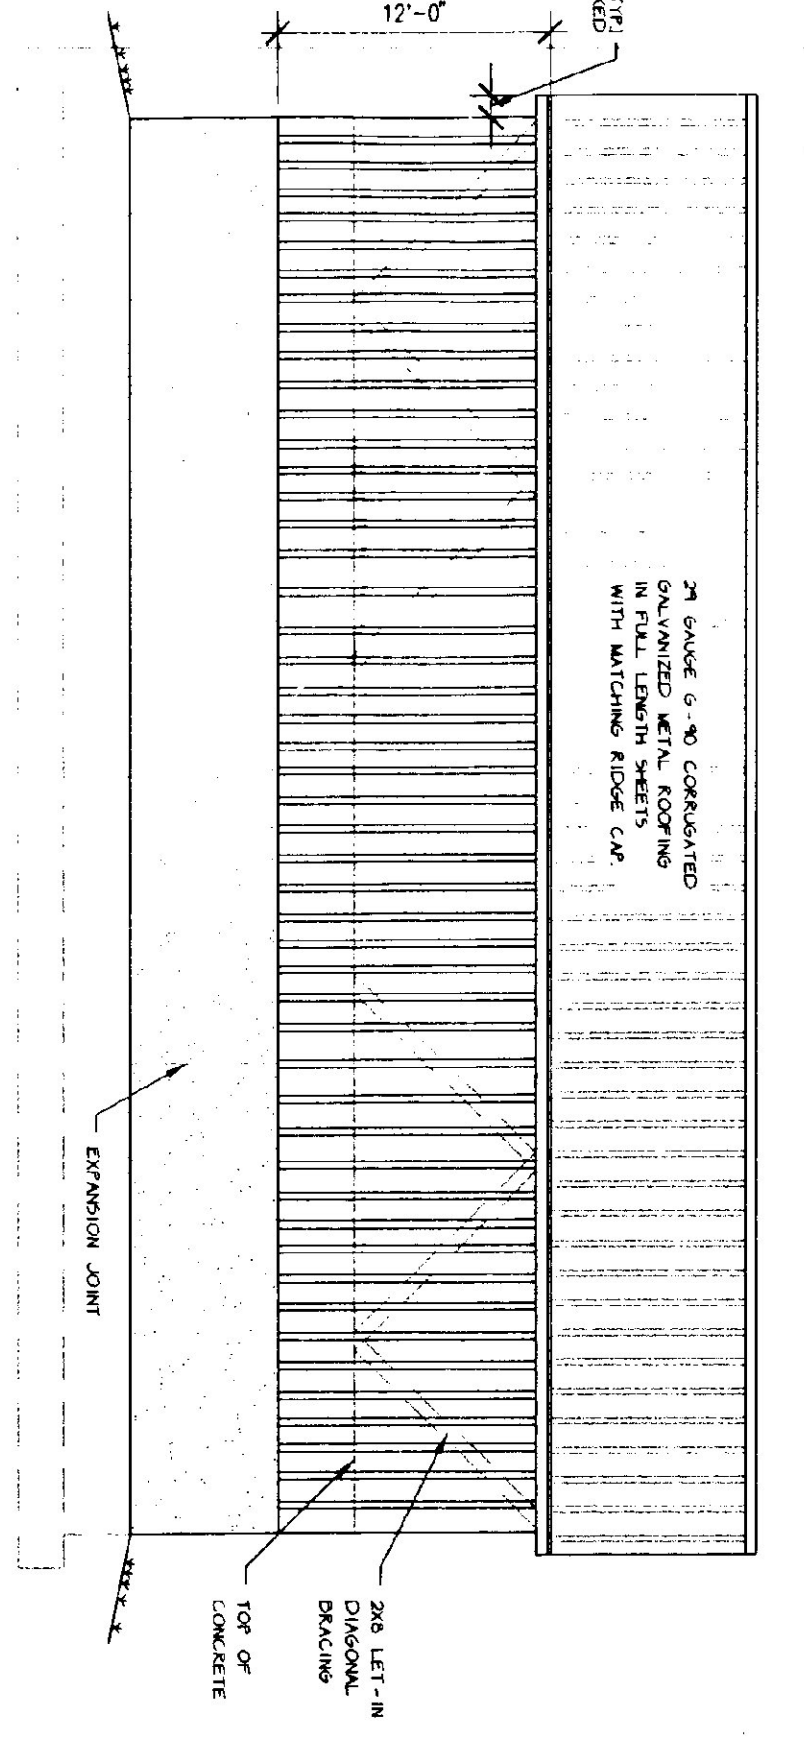 12'-0"
29 GAUGE G-90 CORRUGATED
GALVANIZED METAL ROOFING
IN FULL LENGTH SHEETS
WITH MATCHING RIDGE CAP.
EXPANSION JOINT
2X8 LET-IN
DIAGONAL
BRACING
TOP OF
CONCRETE